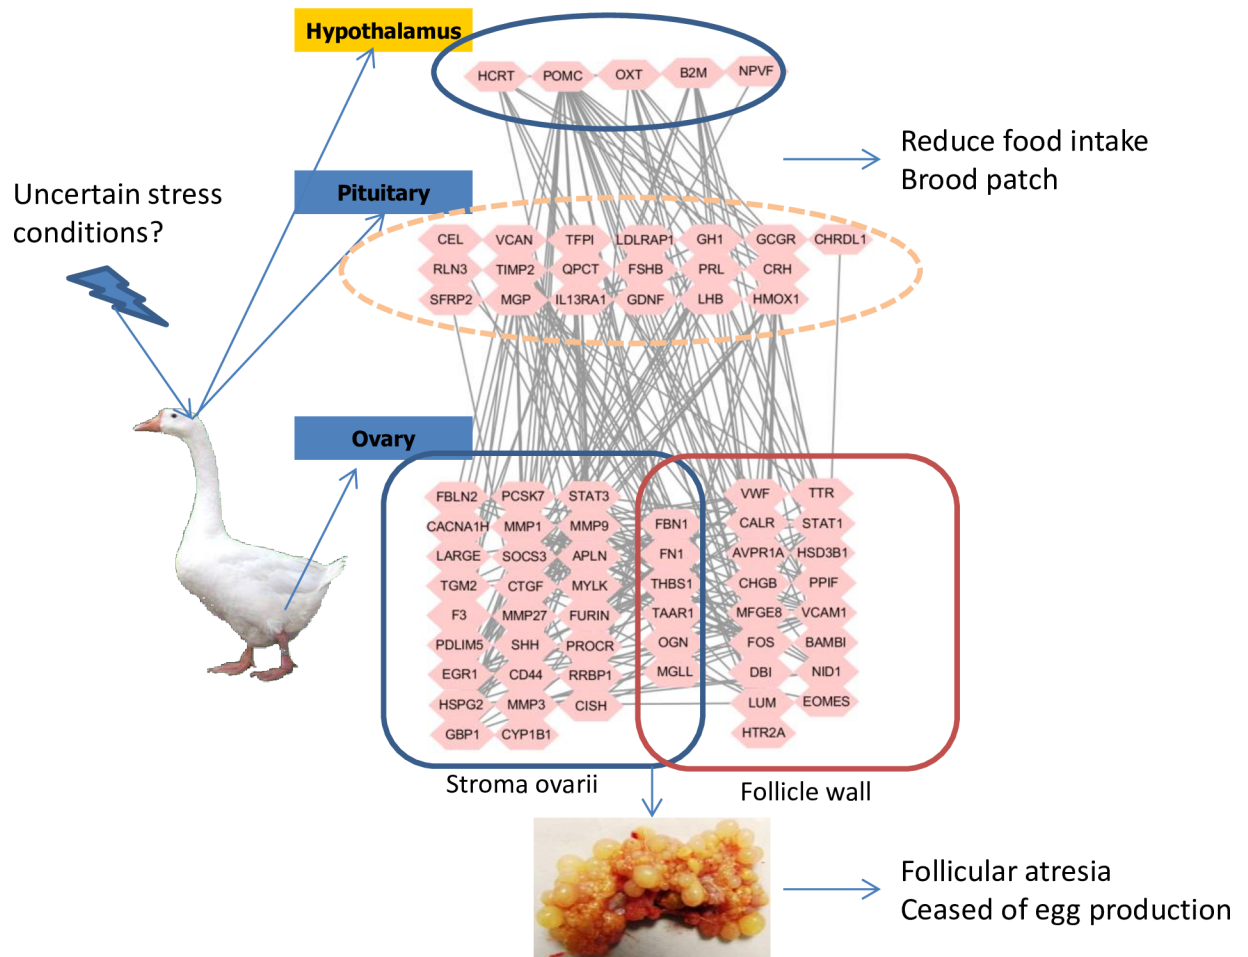 Hypothalamus
HCRT POMC OXT B2M NPVF
Reduce food intake
Brood patch
Pituitary
Uncertain stress
conditions?
CEL VCAN TFPI LDLRAP1 GH1 GCGR CHRDL1
RLN3 TIMP2 QPCT FSHB PRL CRH
SFRP2 MGP IL13RA1 GDNF LHB HMOX1
Ovary
FBLN2 PCSK7 STAT3 VWF TTR
CACNA1H MMP1 MMP9 FBN1 CALR STAT1
LARGE SOCS3 APLN FN1 AVPR1A HSD3B1
TGM2 CTGF MYLK THBS1 CHGB PPIF
F3 MMP27 FURIN TAAR1 MFGE8 VCAM1
PDLIM5 SHH PROCR OGN FOS BAMBI
EGR1 CD44 RRBP1 MGLL DBI NID1
HSPG2 MMP3 CISH LUM EOMES
GBP1 CYP1B1 HTR2A
Stroma ovarii
Follicle wall
Follicular atresia
Ceased of egg production